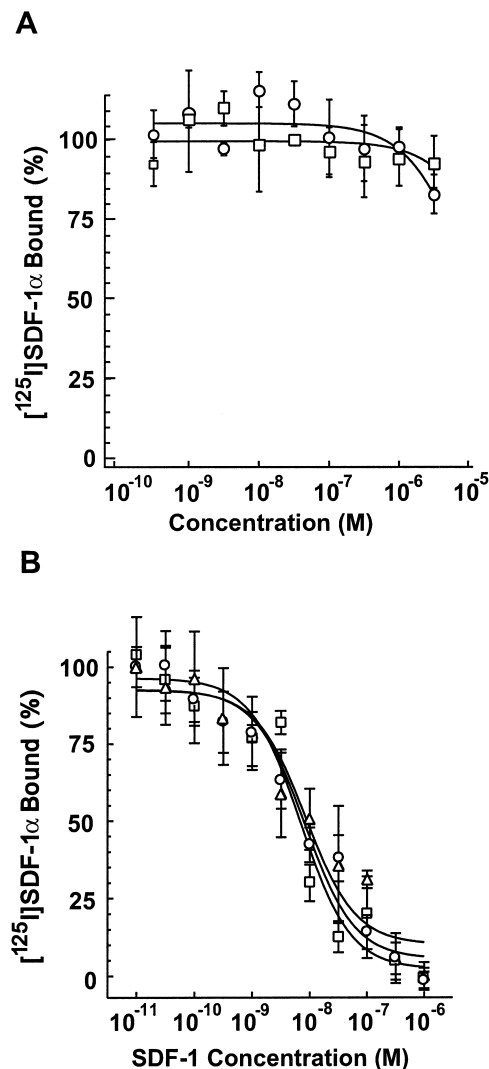 A
[¹²⁵I]SDF-1α Bound (%)
100
75
50
25
0
10⁻¹⁰ 10⁻⁹ 10⁻⁸ 10⁻⁷ 10⁻⁶ 10⁻⁵
Concentration (M)
B
[¹²⁵I]SDF-1α Bound (%)
100
75
50
25
0
10⁻¹¹ 10⁻¹⁰ 10⁻⁹ 10⁻⁸ 10⁻⁷ 10⁻⁶
SDF-1 Concentration (M)